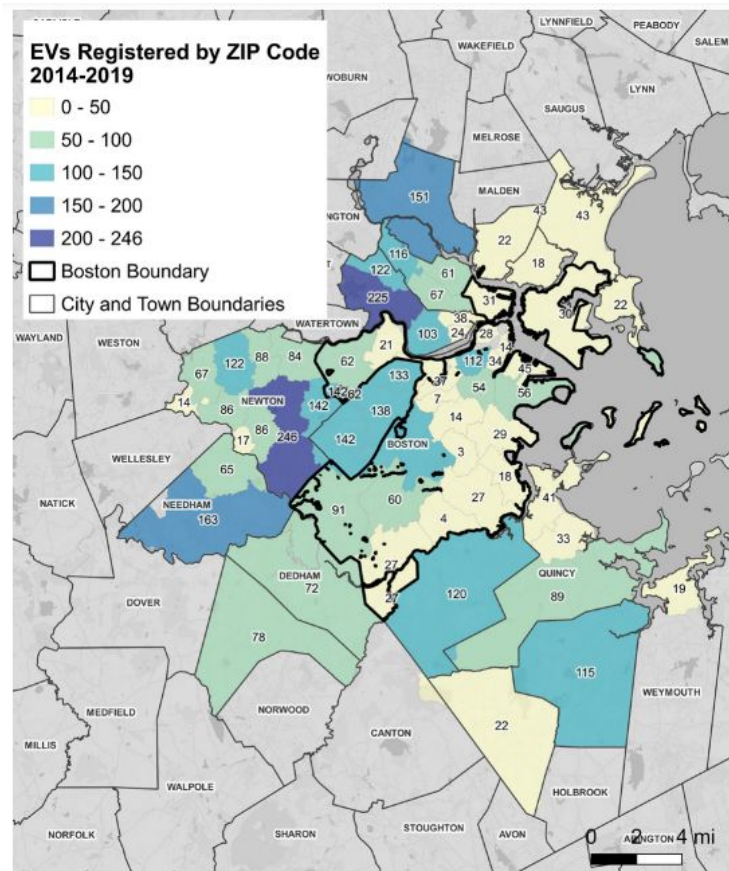 EVs Registered by ZIP Code
2014-2019
0 - 50
50 - 100
100 - 150
150 - 200
200 - 246
Boston Boundary
City and Town Boundaries
LYNNFIELD
PEABODY
SALEM
WAKEFIELD
WOBURN
LYNN
SAUGUS
MELROSE
MALDEN
151
43
43
22
18
116
122
61
67
225
31
30
22
WATERTOWN
38
24
28
103
21
14
34
WESTON
WAYLAND
122
88
84
62
133
112
45
67
37
54
56
7
142
62
NEWTON
14
86
142
138
14
86
246
142
BOSTON
29
17
3
WELLESLEY
65
18
NATICK
NEEDHAM
163
91
60
27
41
4
33
27
DEDHAM
72
27
120
QUINCY
89
19
DOVER
78
115
WEYMOUTH
MEDFIELD
NORWOOD
22
CANTON
MILLIS
WALPOLE
HOLBROOK
NORFOLK
SHARON
STOUGHTON
AVON
0 2 4 mi